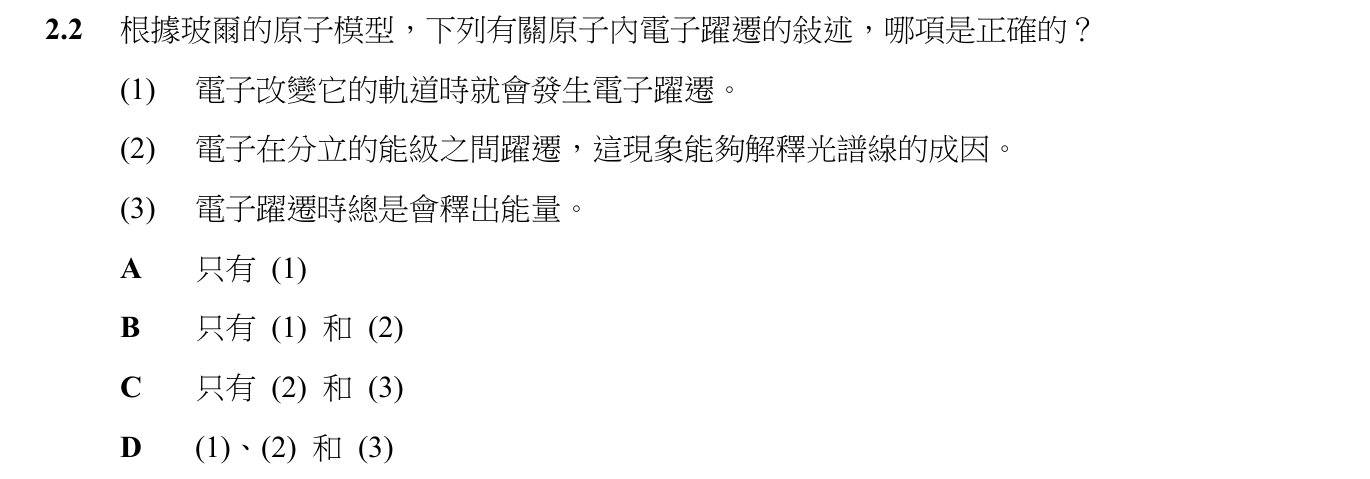 2.2 根據玻爾的原子模型，下列有關原子內電子躍遷的敍述，哪項是正確的？
(1) 電子改變它的軌道時就會發生電子躍遷。
(2) 電子在分立的能級之間躍遷，這現象能夠解釋光譜線的成因。
(3) 電子躍遷時總是會釋出能量。
A 只有 (1)
B 只有 (1) 和 (2)
C 只有 (2) 和 (3)
D (1)、(2) 和 (3)